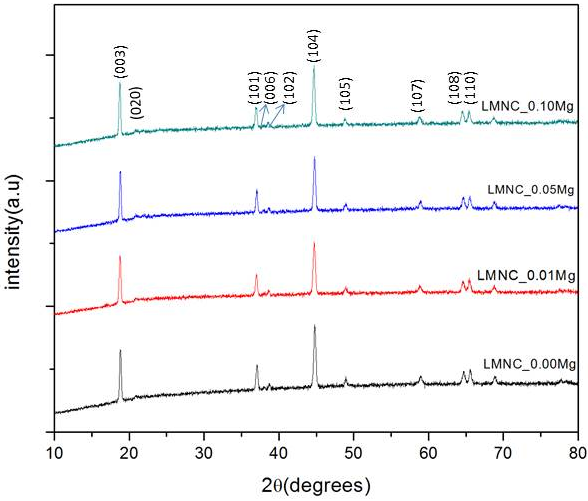 (003)
(020)
(101)
(006)
(102)
(104)
(105)
(107)
(108)
(110)
LMNC_0.10Mg
LMNC_0.05Mg
LMNC_0.01Mg
LMNC_0.00Mg
intensity(a.u)
10 20 30 40 50 60 70 80
2θ(degrees)